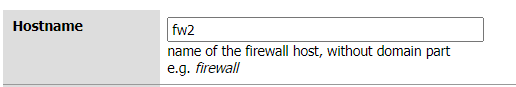 Hostname
fw2
name of the firewall host, without domain part
e.g. firewall